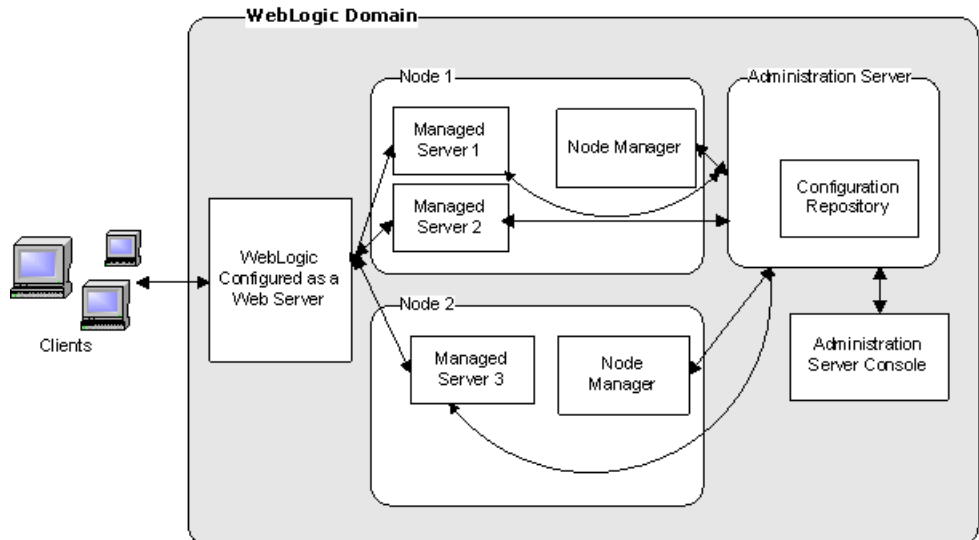 WebLogic Domain
Node 1
Administration Server
Managed
Server 1
Node Manager
Configuration
Repository
Managed
Server 2
WebLogic
Configured as a
Web Server
Clients
Node 2
Managed
Server 3
Node
Manager
Administration
Server Console